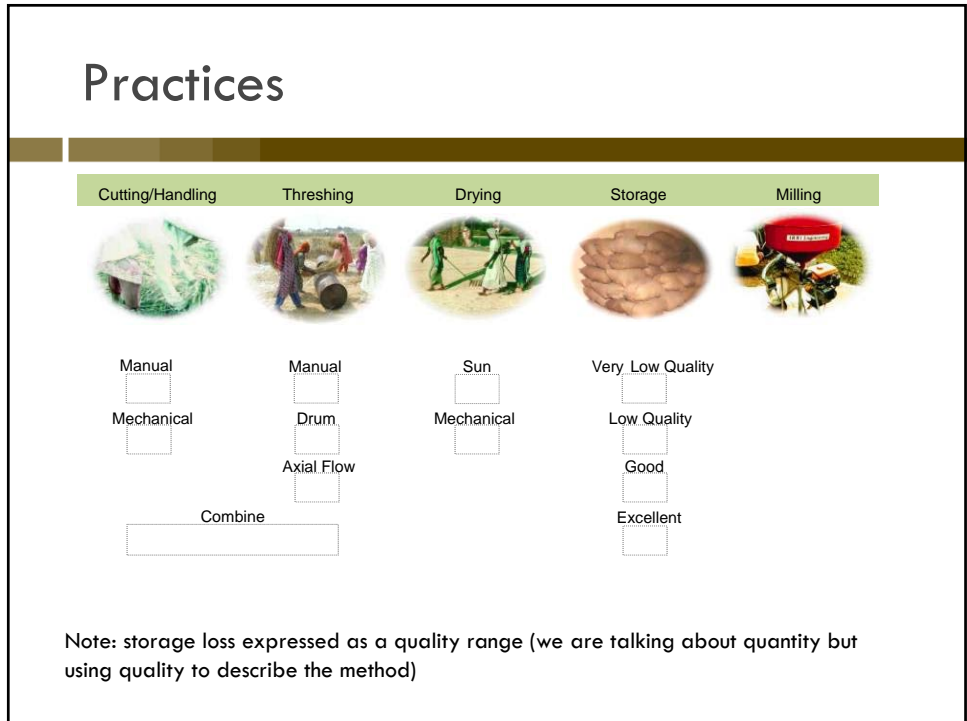 Practices
Cutting/Handling Threshing Drying Storage Milling
Manual Manual Sun Very Low Quality
Mechanical Drum Mechanical Low Quality
Axial Flow Good
Combine Excellent
Note: storage loss expressed as a quality range (we are talking about quantity but
using quality to describe the method)